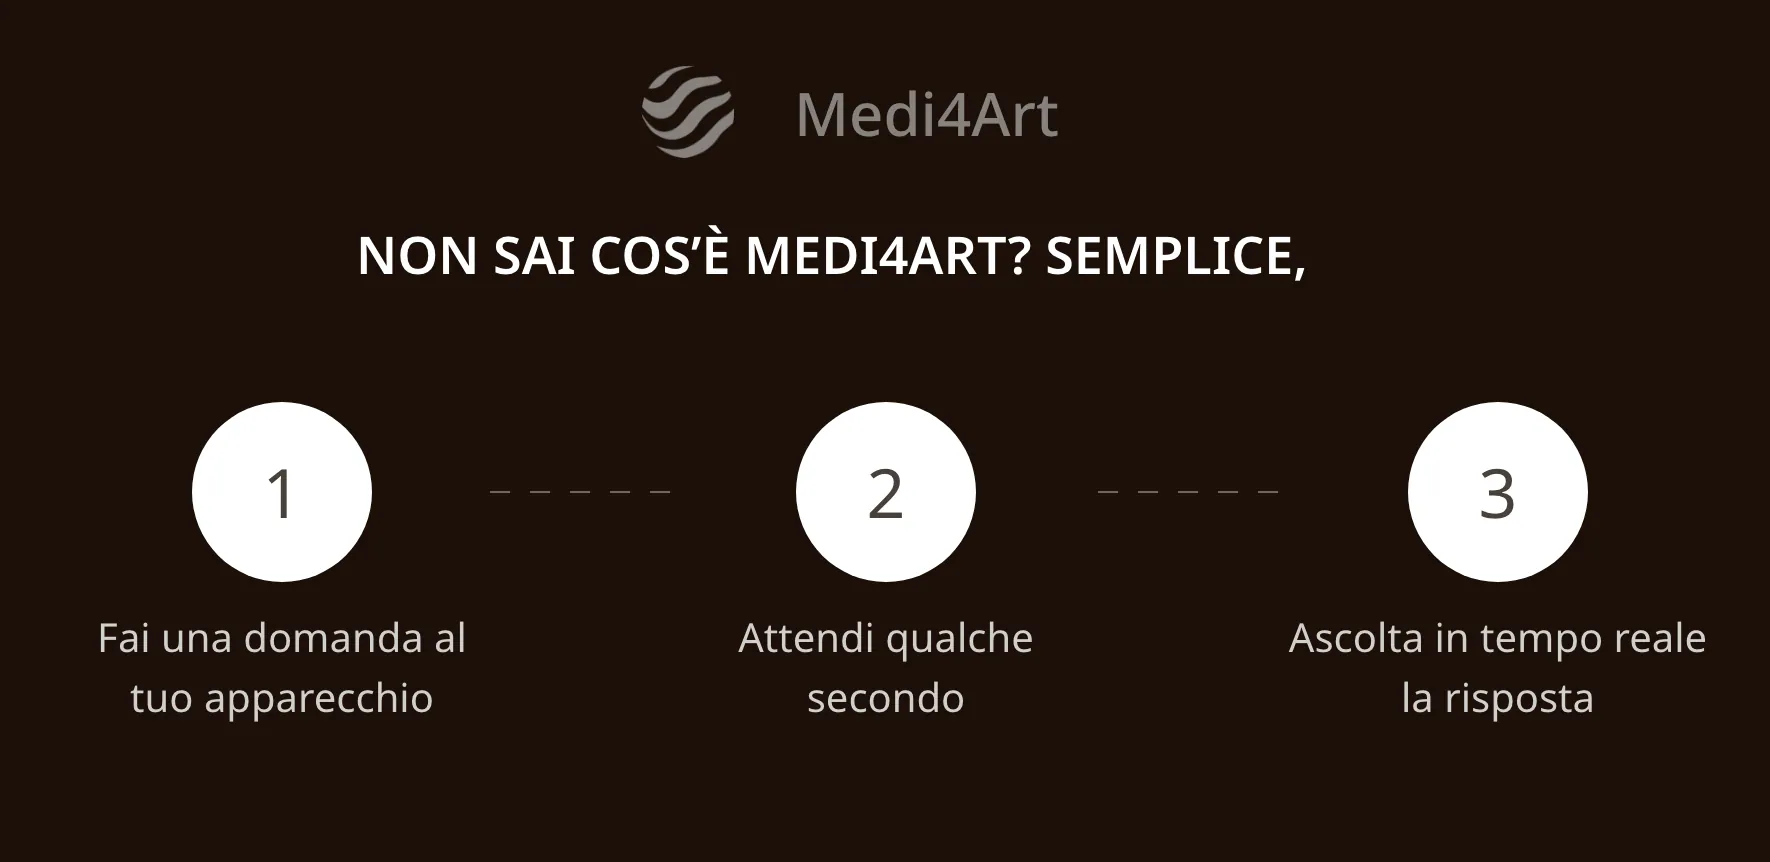 Medi4Art
NON SAI COS’È MEDI4ART? SEMPLICE,
1
2
3
Fai una domanda al
tuo apparecchio
Attendi qualche
secondo
Ascolta in tempo reale
la risposta